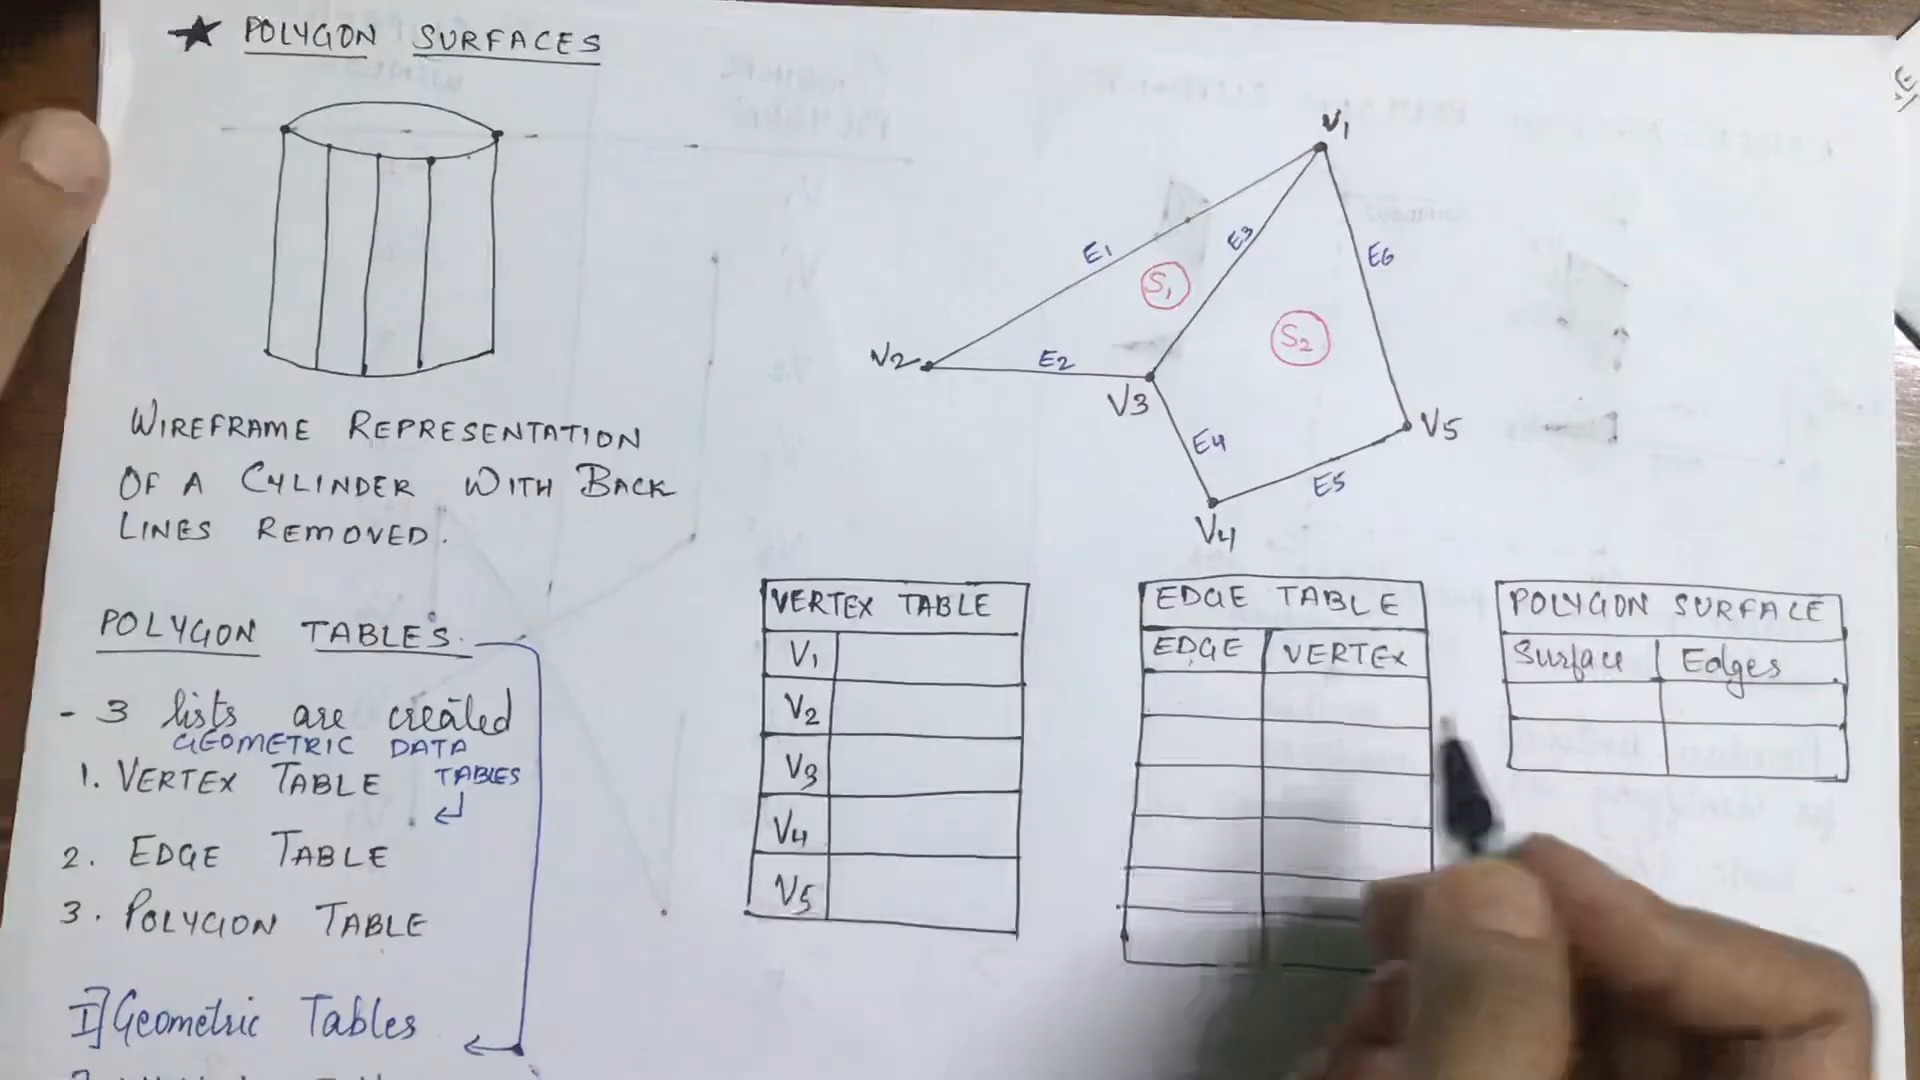 ★ POLYGON SURFACES
WIREFRAME REPRESENTATION
OF A CYLINDER WITH BACK
LINES REMOVED.
POLYGON TABLES
- 3 lists are created
GEOMETRIC DATA
TABLES
1. VERTEX TABLE
2. EDGE TABLE
3. POLYGON TABLE
I] Geometric Tables
V1
E1
E3
E6
S1
S2
V2
E2
V3
V5
E4
E5
V4
VERTEX TABLE
V1
V2
V3
V4
V5
EDGE TABLE
EDGE VERTEX
POLYGON SURFACE
Surface Edges